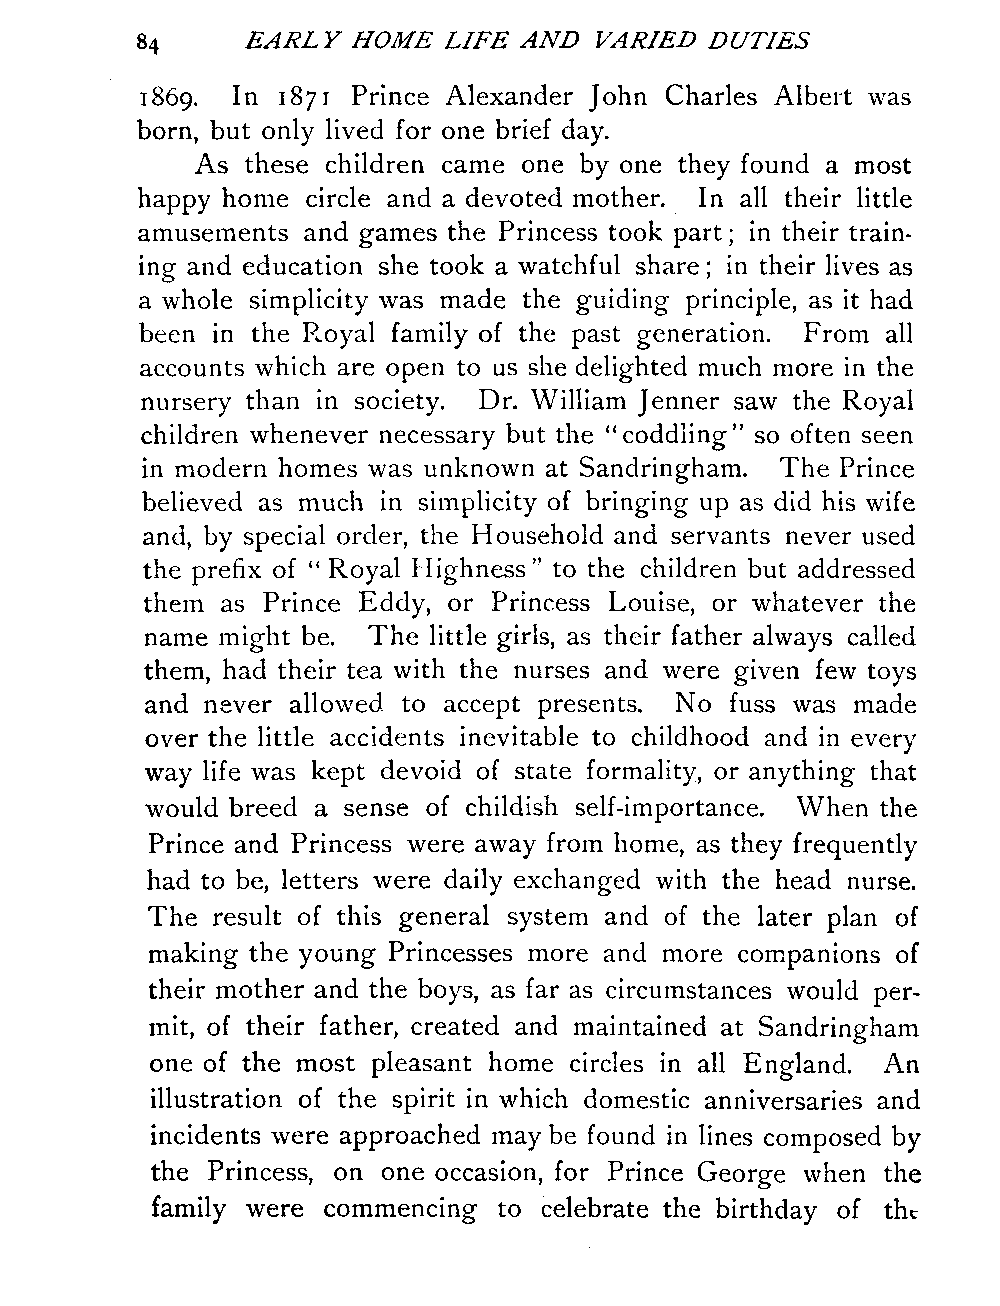 84 EARLY HOME LIFE AND VARIED DUTIES
1869. In 1871 Prince Alexander John Charles Albert was
born, but only lived for one brief day.
As these children came one by one they found a most
happy home circle and a devoted mother. In all their little
amusements and games the Princess took part; in their train-
ing and education she took a watchful share; in their lives as
a whole simplicity was made the guiding principle, as it had
been in the Royal family of the past generation. From all
accounts which are open to us she delighted much more in the
nursery than in society. Dr. William Jenner saw the Royal
children whenever necessary but the "coddling" so often seen
in modern homes was unknown at Sandringham. The Prince
believed as much in simplicity of bringing up as did his wife
and, by special order, the Household and servants never used
the prefix of "Royal Highness" to the children but addressed
them as Prince Eddy, or Princess Louise, or whatever the
name might be. The little girls, as their father always called
them, had their tea with the nurses and were given few toys
and never allowed to accept presents. No fuss was made
over the little accidents inevitable to childhood and in every
way life was kept devoid of state formality, or anything that
would breed a sense of childish self-importance. When the
Prince and Princess were away from home, as they frequently
had to be, letters were daily exchanged with the head nurse.
The result of this general system and of the later plan of
making the young Princesses more and more companions of
their mother and the boys, as far as circumstances would per-
mit, of their father, created and maintained at Sandringham
one of the most pleasant home circles in all England. An
illustration of the spirit in which domestic anniversaries and
incidents were approached may be found in lines composed by
the Princess, on one occasion, for Prince George when the
family were commencing to celebrate the birthday of the